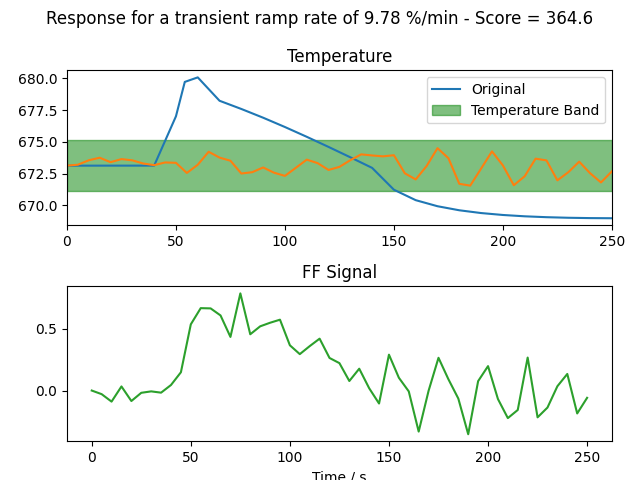 Response for a transient ramp rate of 9.78 %/min - Score = 364.6
Temperature
680.0
677.5
675.0
672.5
670.0
Original
Temperature Band
0 50 100 150 200 250
FF Signal
0.5
0.0
0 50 100 150 200 250
Time / s